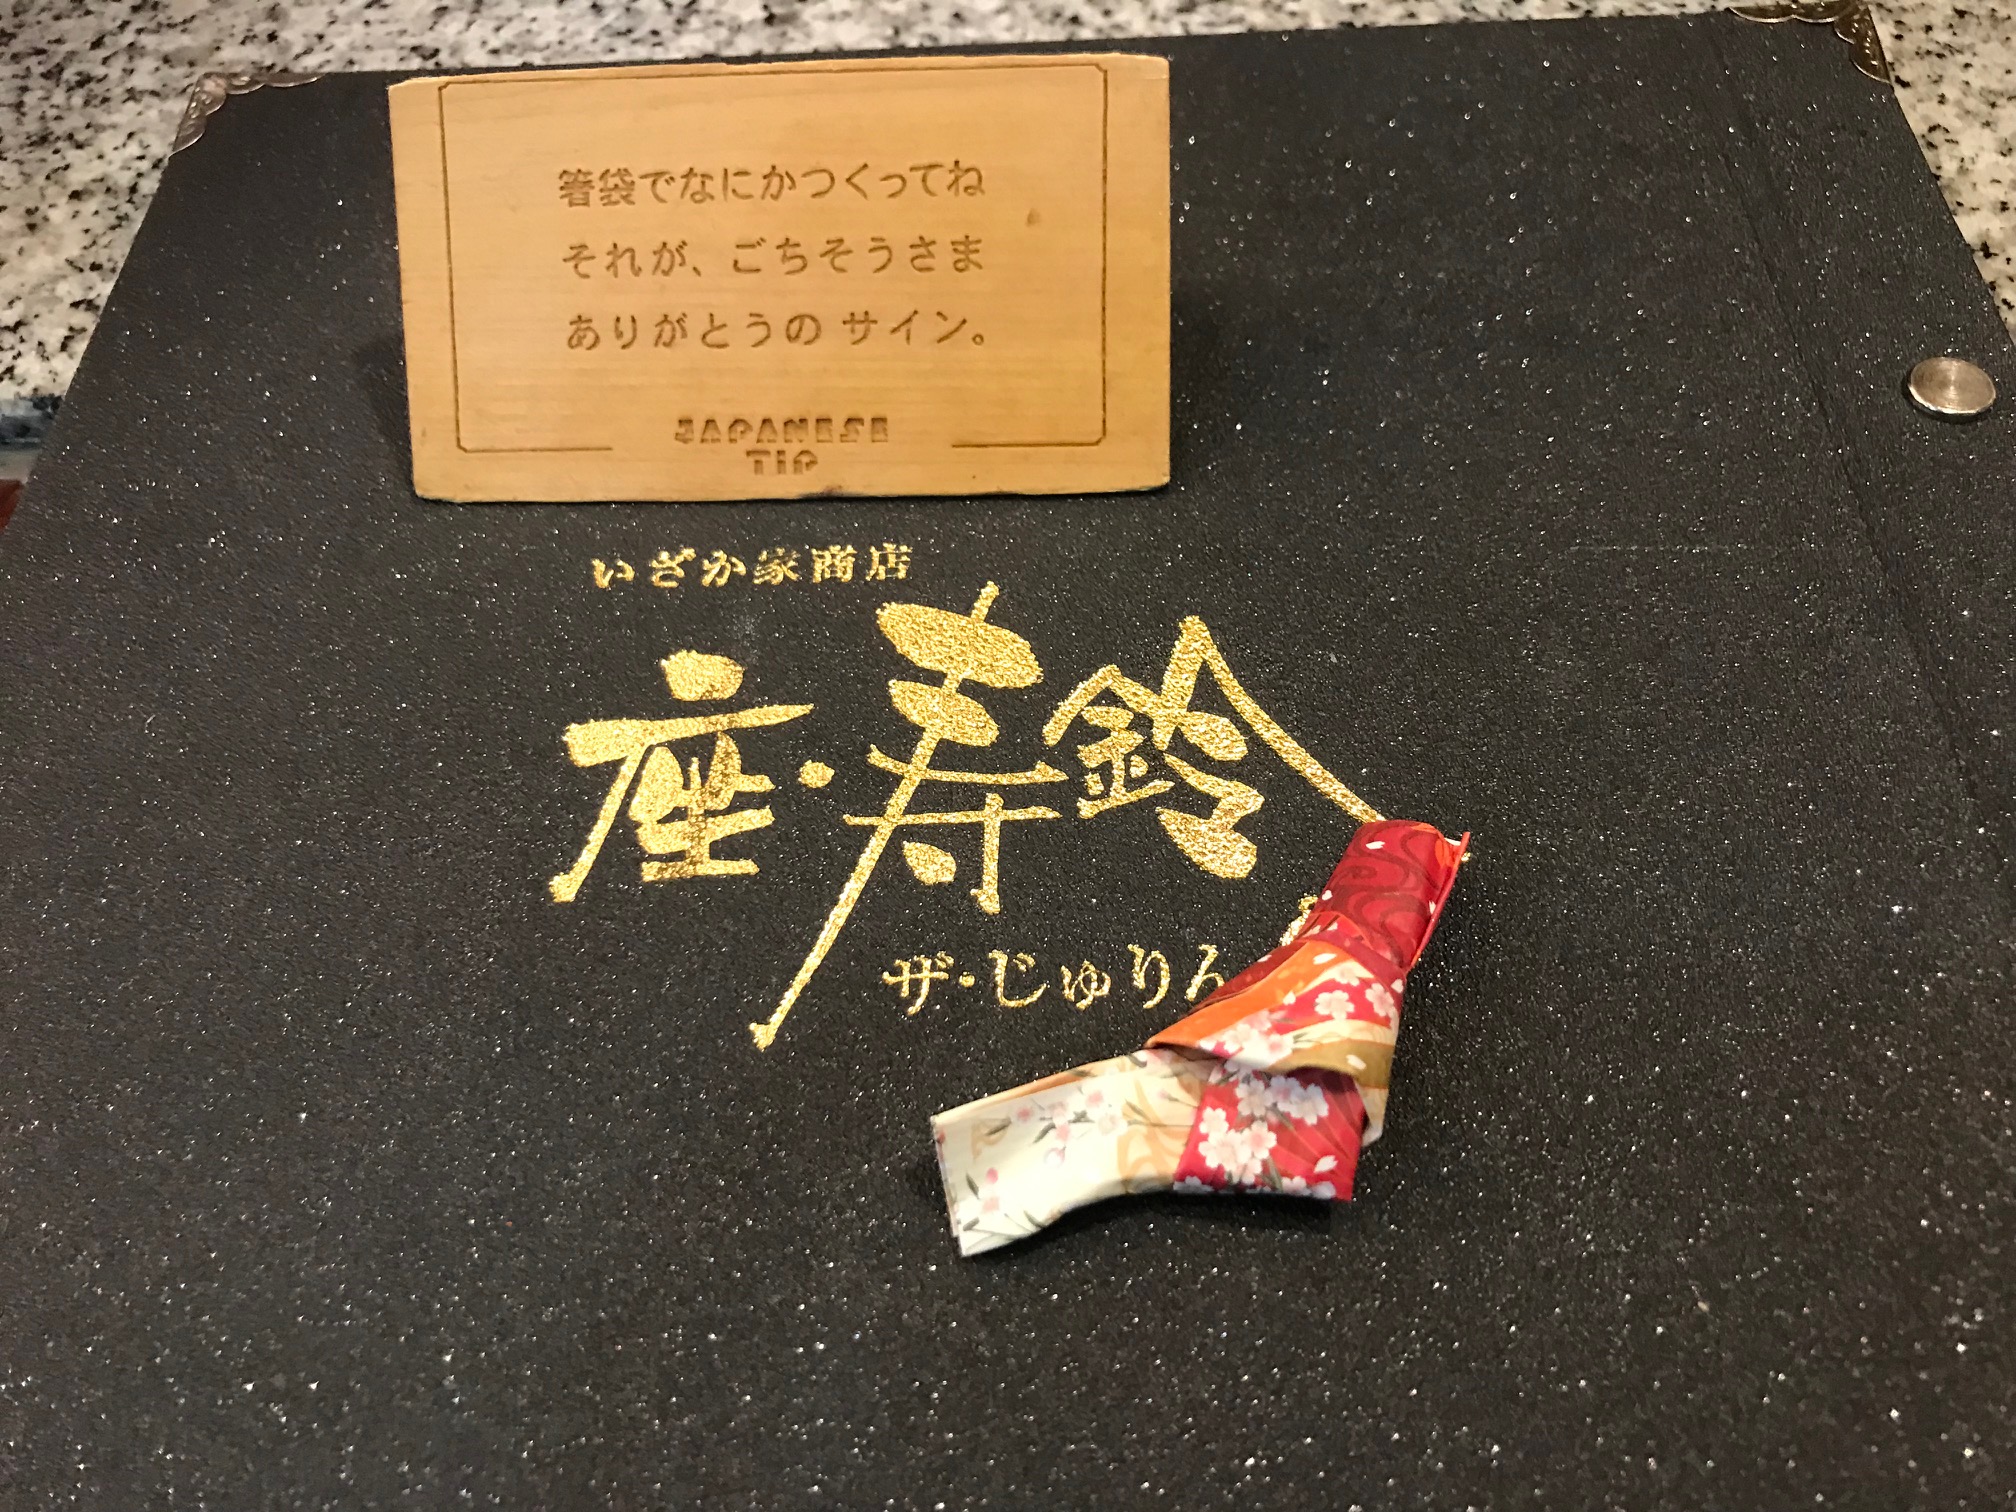 箸袋でなにかつくってね
それが、ごちそうさま
ありがとうの サイン。
JAPANESE
TIP
いざか家商店
座・寿鈴
ザ・じゅりん